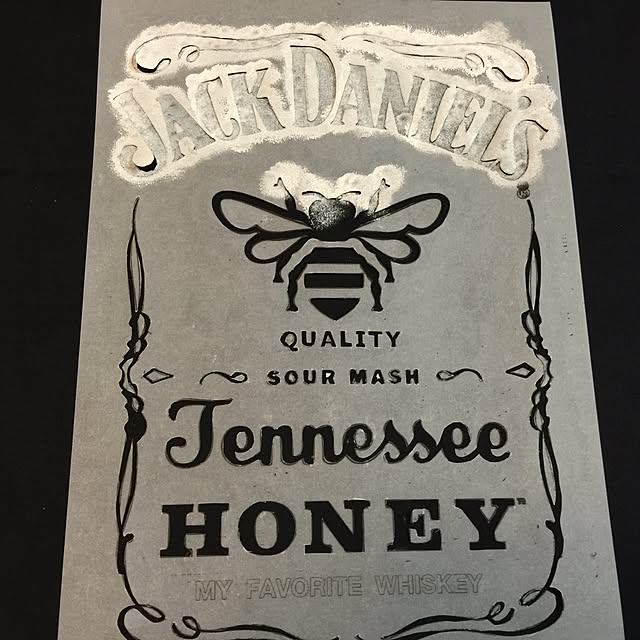 JACK DANIEL'S
QUALITY
SOUR MASH
Tennessee
HONEY
MY FAVORITE WHISKEY